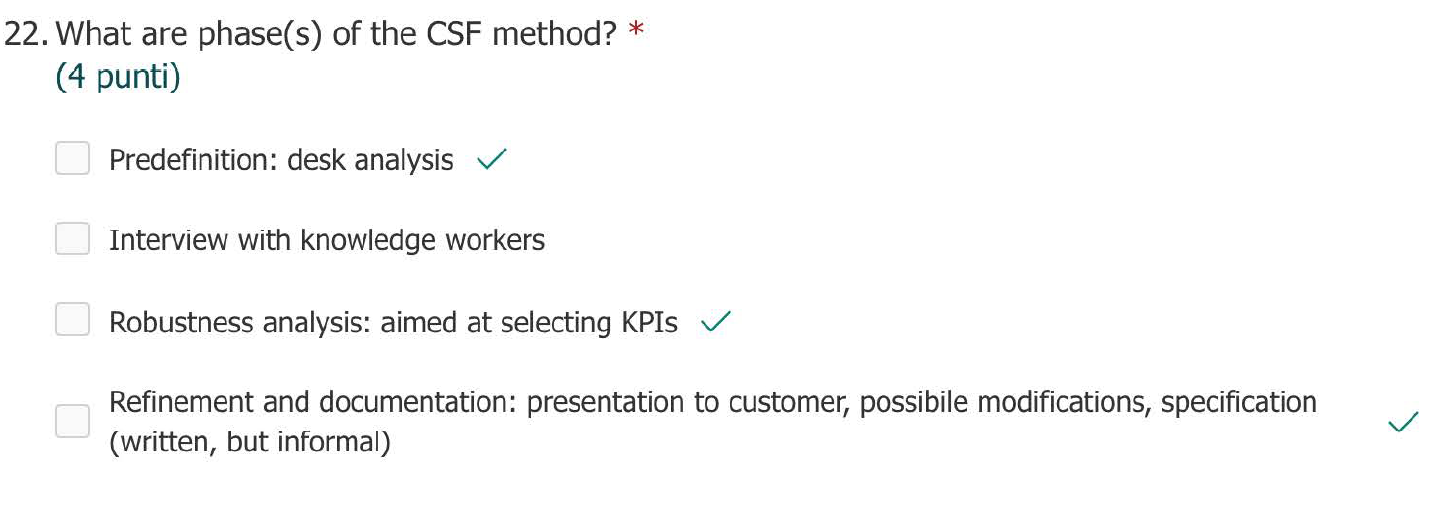 22. What are phase(s) of the CSF method? *
(4 punti)
Predefinition: desk analysis
Interview with knowledge workers
Robustness analysis: aimed at selecting KPIs
Refinement and documentation: presentation to customer, possibile modifications, specification
(written, but informal)